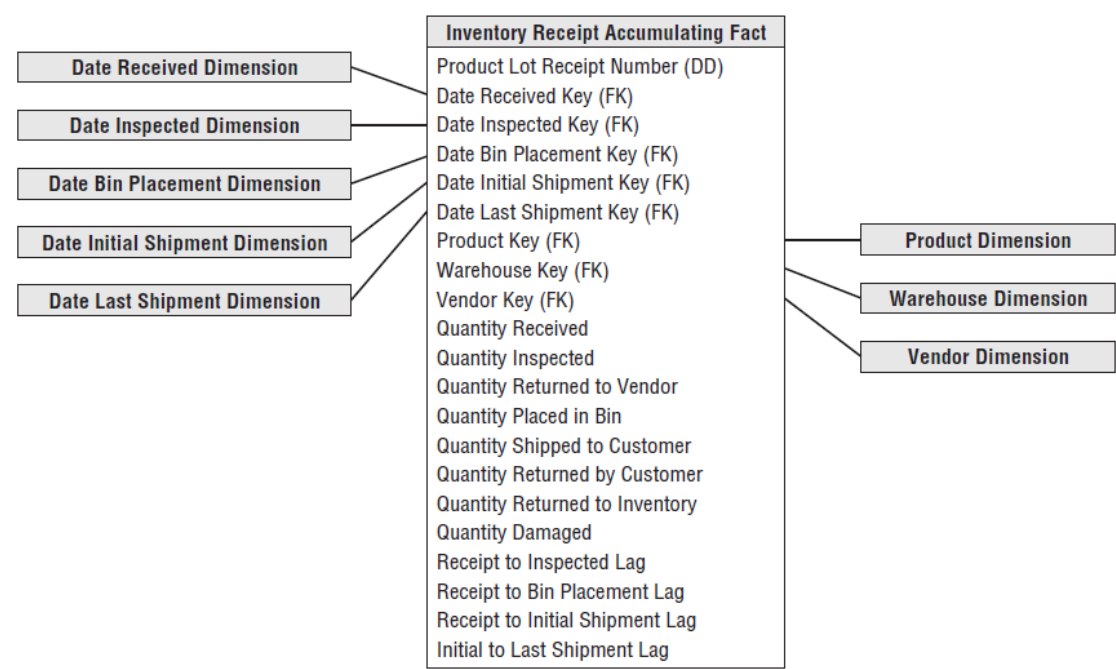 Date Received Dimension
Date Inspected Dimension
Date Bin Placement Dimension
Date Initial Shipment Dimension
Date Last Shipment Dimension
Inventory Receipt Accumulating Fact
Product Lot Receipt Number (DD)
Date Received Key (FK)
Date Inspected Key (FK)
Date Bin Placement Key (FK)
Date Initial Shipment Key (FK)
Date Last Shipment Key (FK)
Product Key (FK)
Warehouse Key (FK)
Vendor Key (FK)
Quantity Received
Quantity Inspected
Quantity Returned to Vendor
Quantity Placed in Bin
Quantity Shipped to Customer
Quantity Returned by Customer
Quantity Returned to Inventory
Quantity Damaged
Receipt to Inspected Lag
Receipt to Bin Placement Lag
Receipt to Initial Shipment Lag
Initial to Last Shipment Lag
Product Dimension
Warehouse Dimension
Vendor Dimension